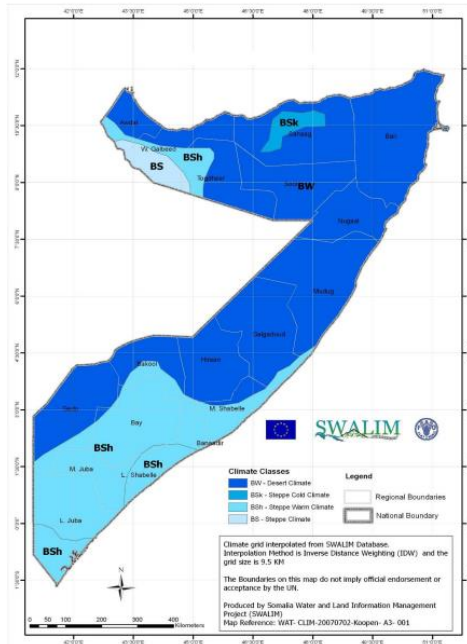 BSk
BSh
BS
BW
Awdal
W. Galbeed
Togdheer
Sanaag
Bari
Nugaal
Mudug
Galgaduud
Hiraan
Bakool
Gedo
Bay
M. Shabelle
Banadir
BSh
BSh
M. Juba
L. Shabelle
L. Juba
BSh
SWALIM
Climate Classes
BW - Desert Climate
BSk - Steppe Cold Climate
BSh - Steppe Warm Climate
BS - Steppe Climate
Legend
Regional Boundaries
National Boundary
N
0 50 100 200 300 400
Kilometers
Climate grid interpolated from SWALIM Database.
Interpolation Method is Inverse Distance Weighting (IDW) and the
grid size is 9.5 KM
The Boundaries on this map do not imply official endorsement or
acceptance by the UN.
Produced by Somalia Water and Land Information Management
Project (SWALIM)
Map Reference: WAT- CLIM-20070702-Koopen- A3- 001